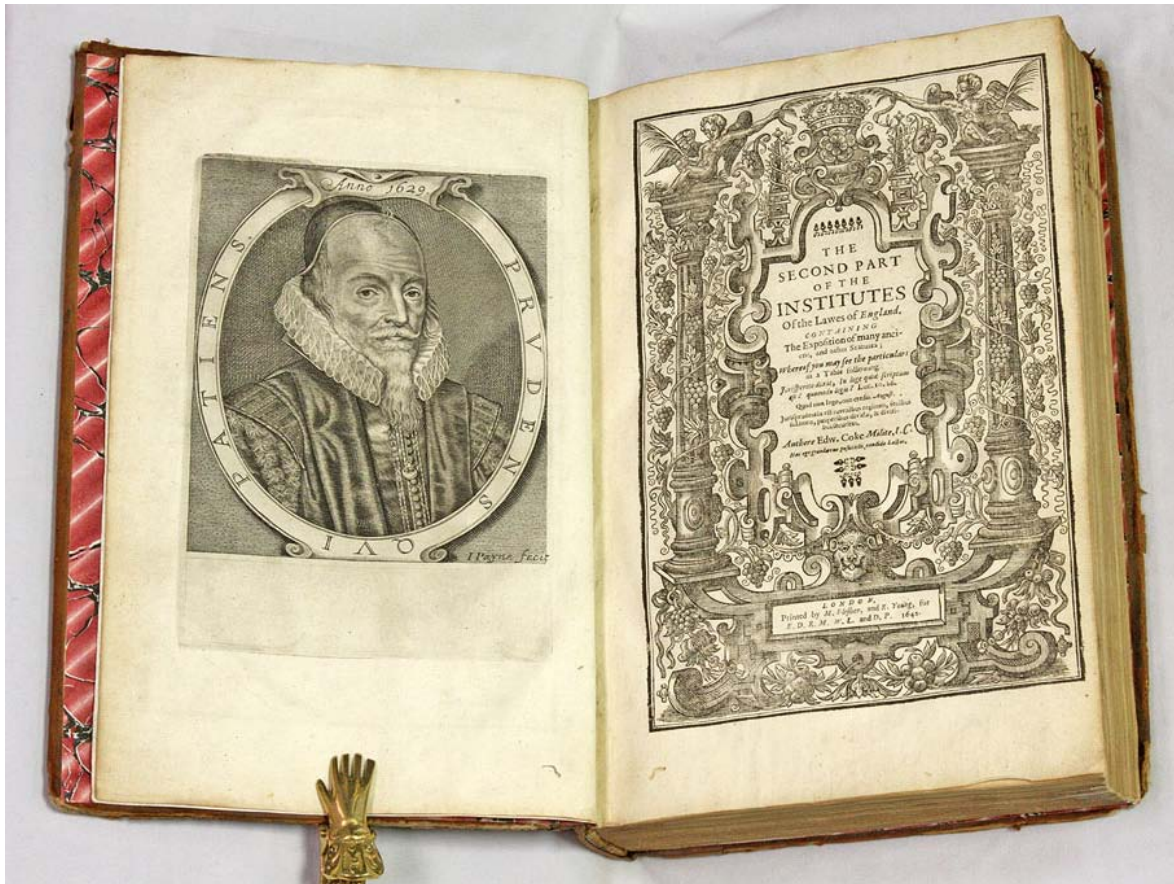 Anno 1629
PRVDENS QVI PATIENS.
I Payne fecit
THE
SECOND PART
OF THE
INSTITUTES
Of the Lawes of England.
CONTAINING
The Exposition of many anci-
ent, and other Statutes;
whereof you may see the particulars
in a Table following.
Authore Edw. Coke Milite, I.C.
LONDON,
Printed by M. Flesher, and R. Young, for
E. D. R. M. W. L. and D. P. 1642.